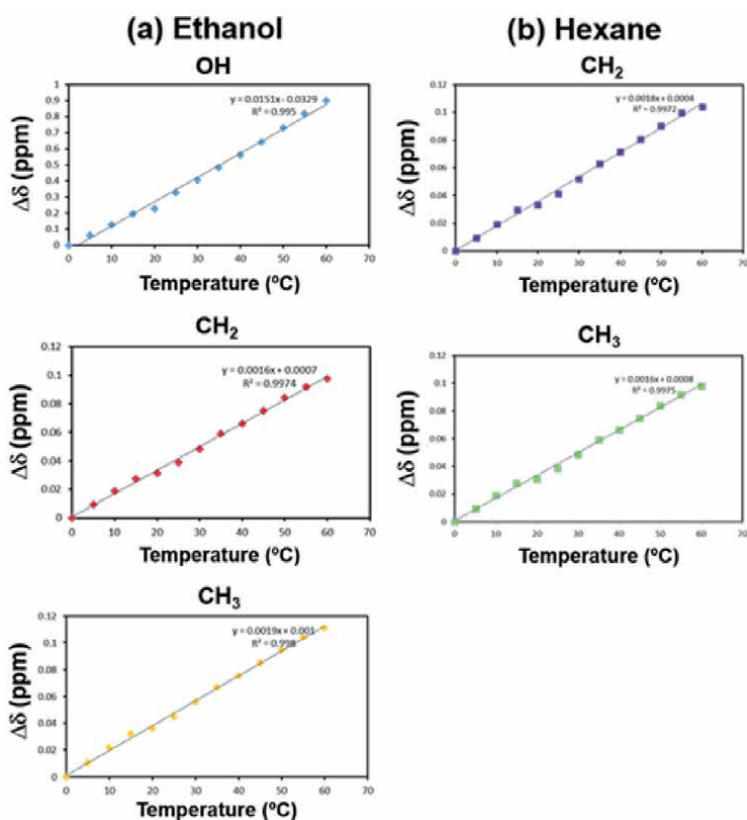 (a) Ethanol
OH
y = 0.0151x - 0.0329
R² = 0.995
Δδ (ppm)
1
0.9
0.8
0.7
0.6
0.5
0.4
0.3
0.2
0.1
0
0 10 20 30 40 50 60 70
Temperature (ºC)
CH₂
y = 0.0016x + 0.0007
R² = 0.9974
Δδ (ppm)
0.12
0.1
0.08
0.06
0.04
0.02
0
0 10 20 30 40 50 60 70
Temperature (ºC)
CH₃
y = 0.0019x + 0.001
R² = 0.998
Δδ (ppm)
0.12
0.1
0.08
0.06
0.04
0.02
0
0 10 20 30 40 50 60 70
Temperature (ºC)
(b) Hexane
CH₂
y = 0.0018x + 0.0004
R² = 0.9972
Δδ (ppm)
0.12
0.1
0.08
0.06
0.04
0.02
0
0 10 20 30 40 50 60 70
Temperature (ºC)
CH₃
y = 0.0016x + 0.0008
R² = 0.9975
Δδ (ppm)
0.12
0.1
0.08
0.06
0.04
0.02
0
0 10 20 30 40 50 60 70
Temperature (ºC)